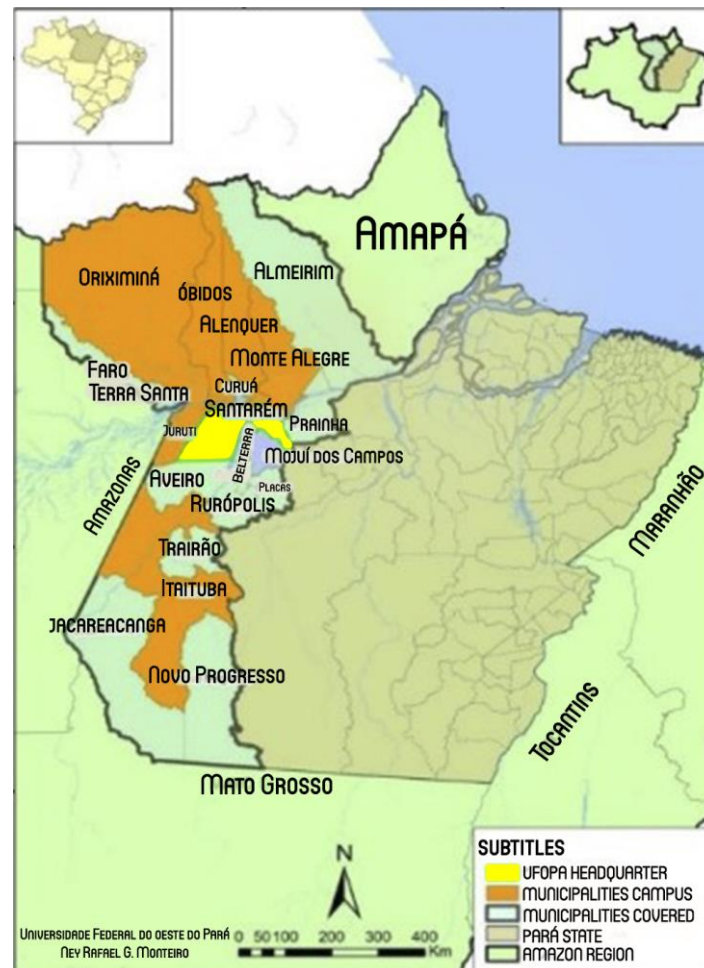 AMAPÁ
ORIXIMINÁ
ALMEIRIM
ÓBIDOS
ALENQUER
MONTE ALEGRE
FARO
TERRA SANTA
CURUÁ
SANTARÉM
JURUTI
PRAINHA
BELTERRA
MOJUÍ DOS CAMPOS
AVEIRO
PLACAS
RURÓPOLIS
AMAZONAS
MARANHÃO
TRAIRÃO
ITAITUBA
JACAREACANGA
NOVO PROGRESSO
TOCANTINS
MATO GROSSO
N
SUBTITLES
UFOPA HEADQUARTER
MUNICIPALITIES CAMPUS
MUNICIPALITIES COVERED
PARÁ STATE
AMAZON REGION
UNIVERSIDADE FEDERAL DO OESTE DO PARÁ
NEY RAFAEL G. MONTEIRO
0 50 100 200 300 400
Km